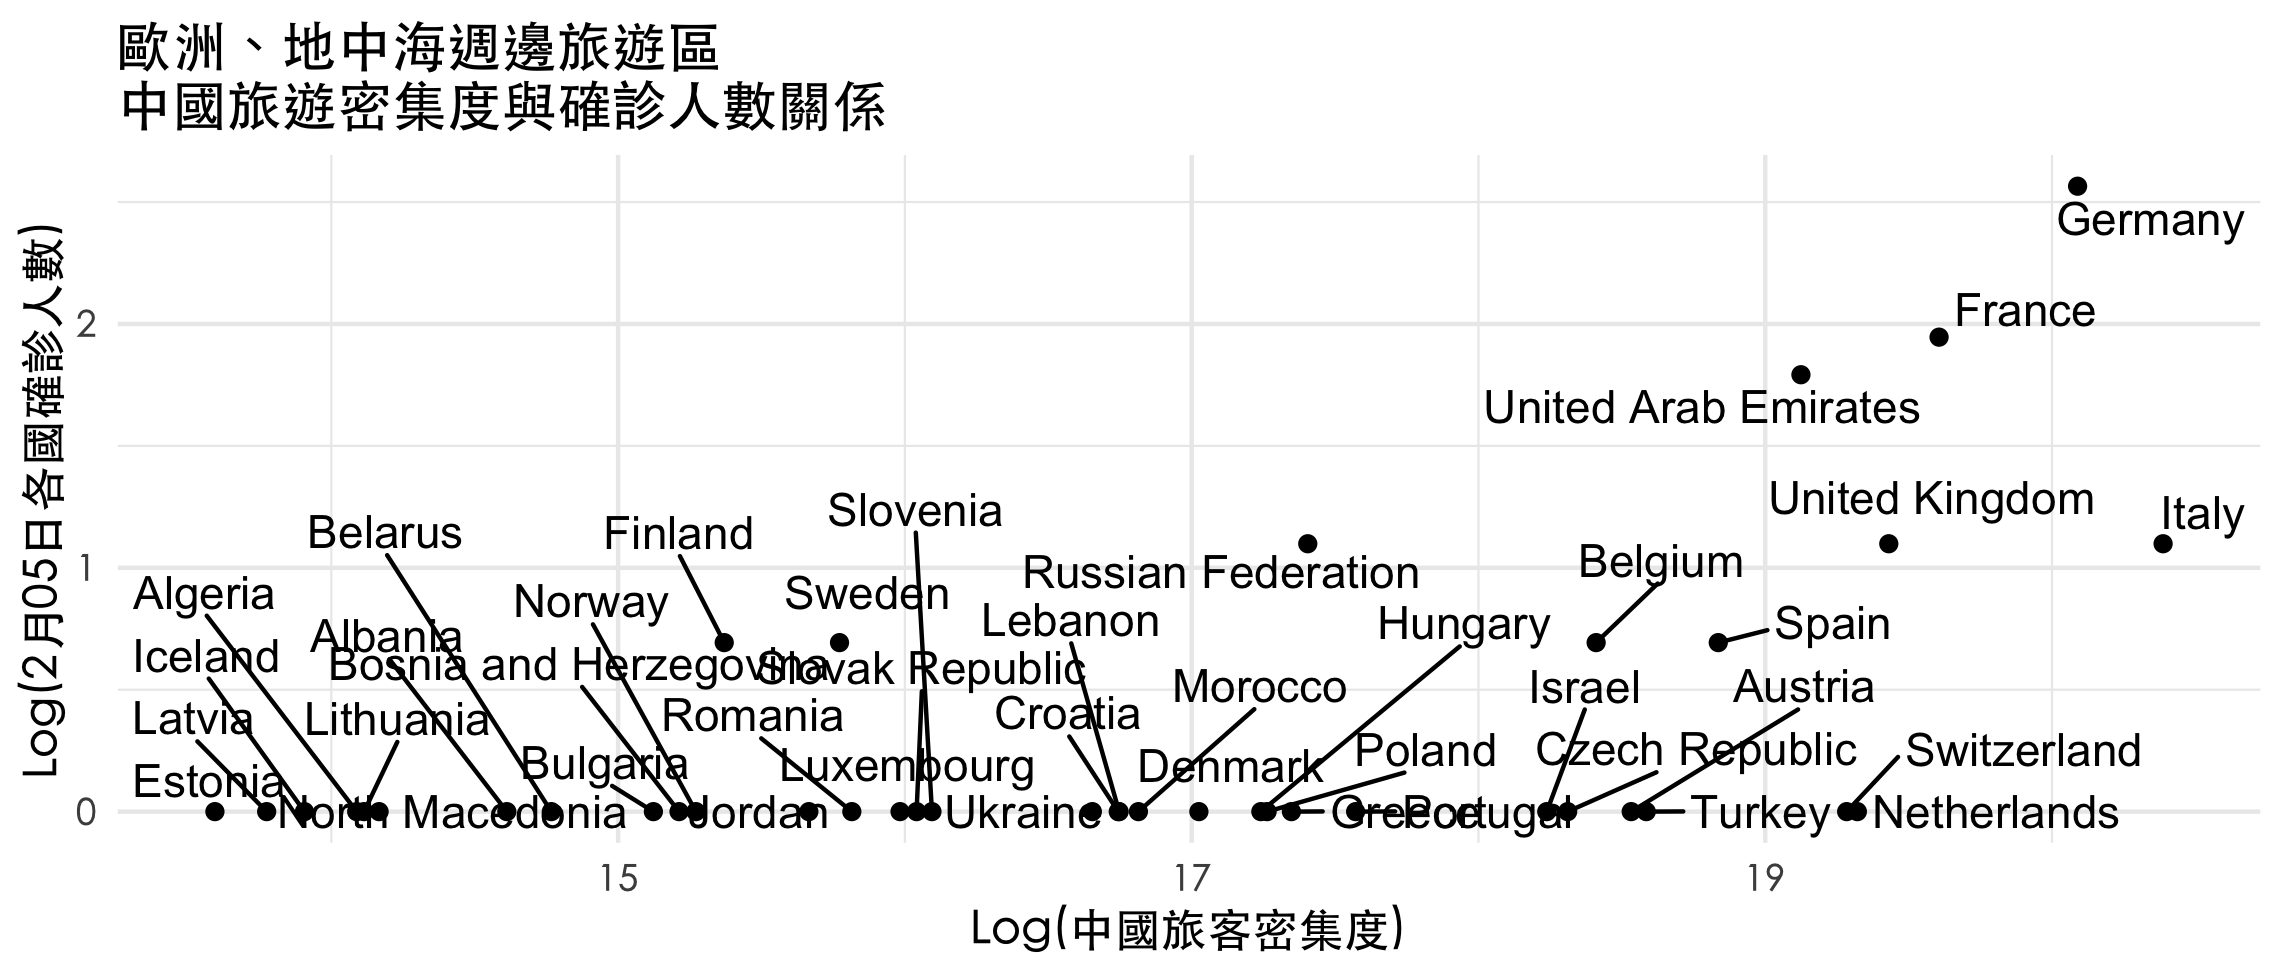 歐洲、地中海週邊旅遊區
中國旅遊密集度與確診人數關係
Log(2月05日各國確診人數)
2
1
0
Germany
France
United Arab Emirates
United Kingdom
Italy
Slovenia
Belarus
Finland
Russian Federation
Belgium
Algeria
Norway
Sweden
Lebanon
Hungary
Spain
Albania
Iceland
Bosnia and Herzegovina
Slovak Republic
Morocco
Israel
Austria
Latvia
Lithuania
Romania
Croatia
Bulgaria
Luxembourg
Denmark
Poland
Czech Republic
Switzerland
Estonia
North Macedonia
Jordan
Ukraine
Greece
Portugal
Turkey
Netherlands
15
17
19
Log(中國旅客密集度)